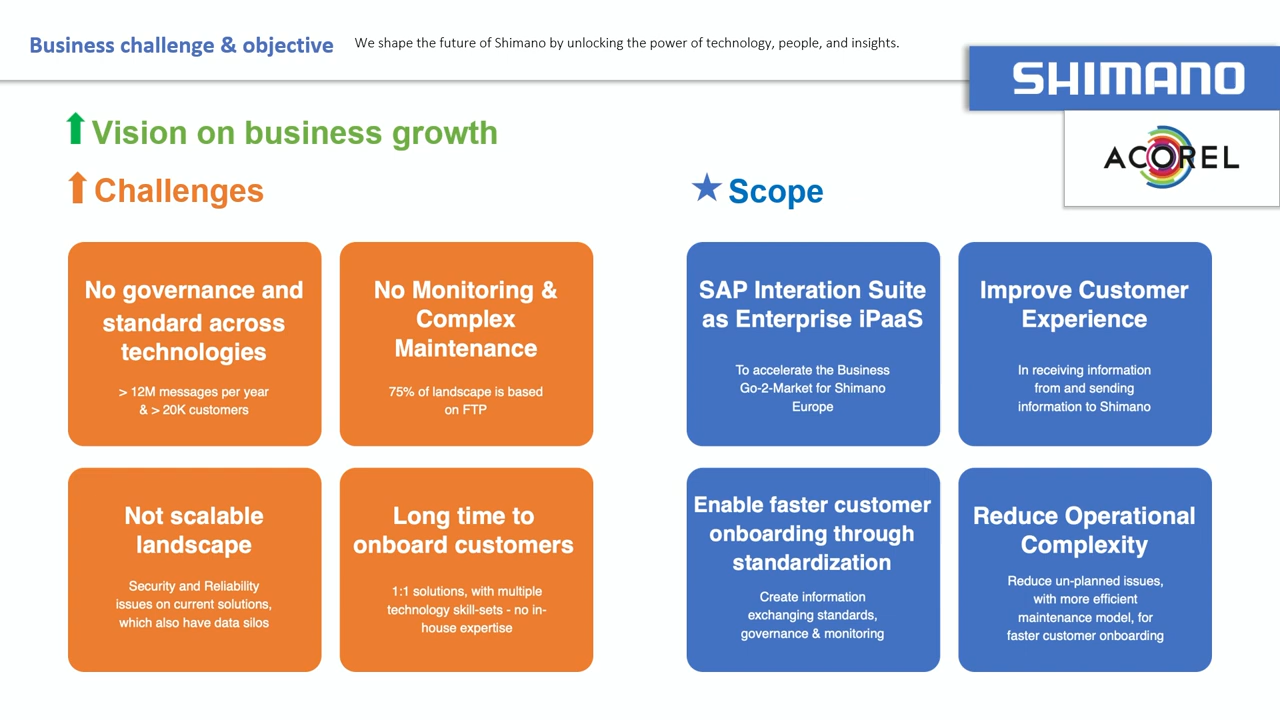 Business challenge & objective
We shape the future of Shimano by unlocking the power of technology, people, and insights.
SHIMANO
ACOREL
Vision on business growth
Challenges
Scope
No governance and
standard across
technologies
> 12M messages per year
& > 20K customers
No Monitoring &
Complex
Maintenance
75% of landscape is based
on FTP
SAP Interation Suite
as Enterprise iPaaS
To accelerate the Business
Go-2-Market for Shimano
Europe
Improve Customer
Experience
In receiving information
from and sending
information to Shimano
Not scalable
landscape
Security and Reliability
issues on current solutions,
which also have data silos
Long time to
onboard customers
1:1 solutions, with multiple
technology skill-sets - no in-
house expertise
Enable faster customer
onboarding through
standardization
Create information
exchanging standards,
governance & monitoring
Reduce Operational
Complexity
Reduce un-planned issues,
with more efficient
maintenance model, for
faster customer onboarding